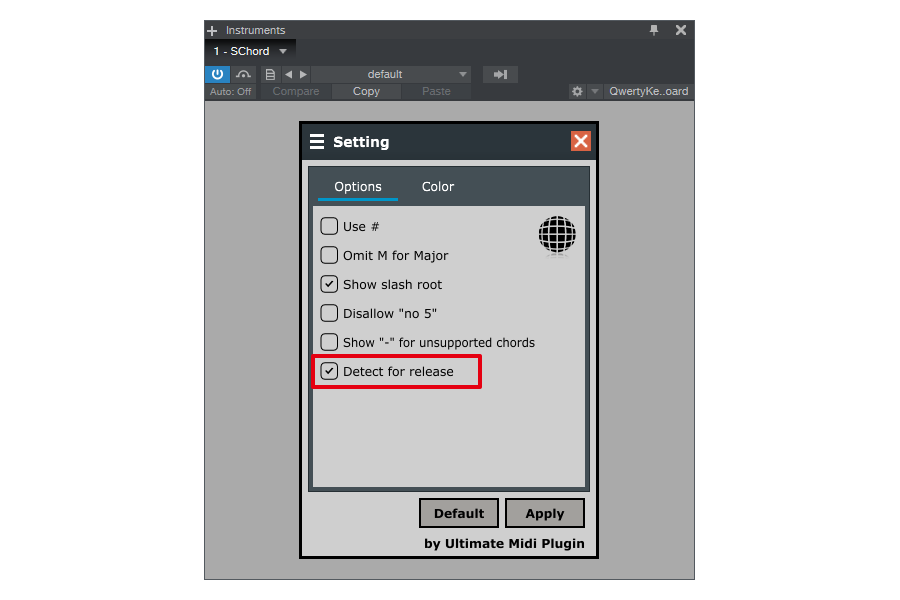 Instruments
1 - SChord
default
Auto: Off
Compare
Copy
Paste
QwertyKe..oard
Setting
Options
Color
Use #
Omit M for Major
Show slash root
Disallow "no 5"
Show "-" for unsupported chords
Detect for release
Default
Apply
by Ultimate Midi Plugin